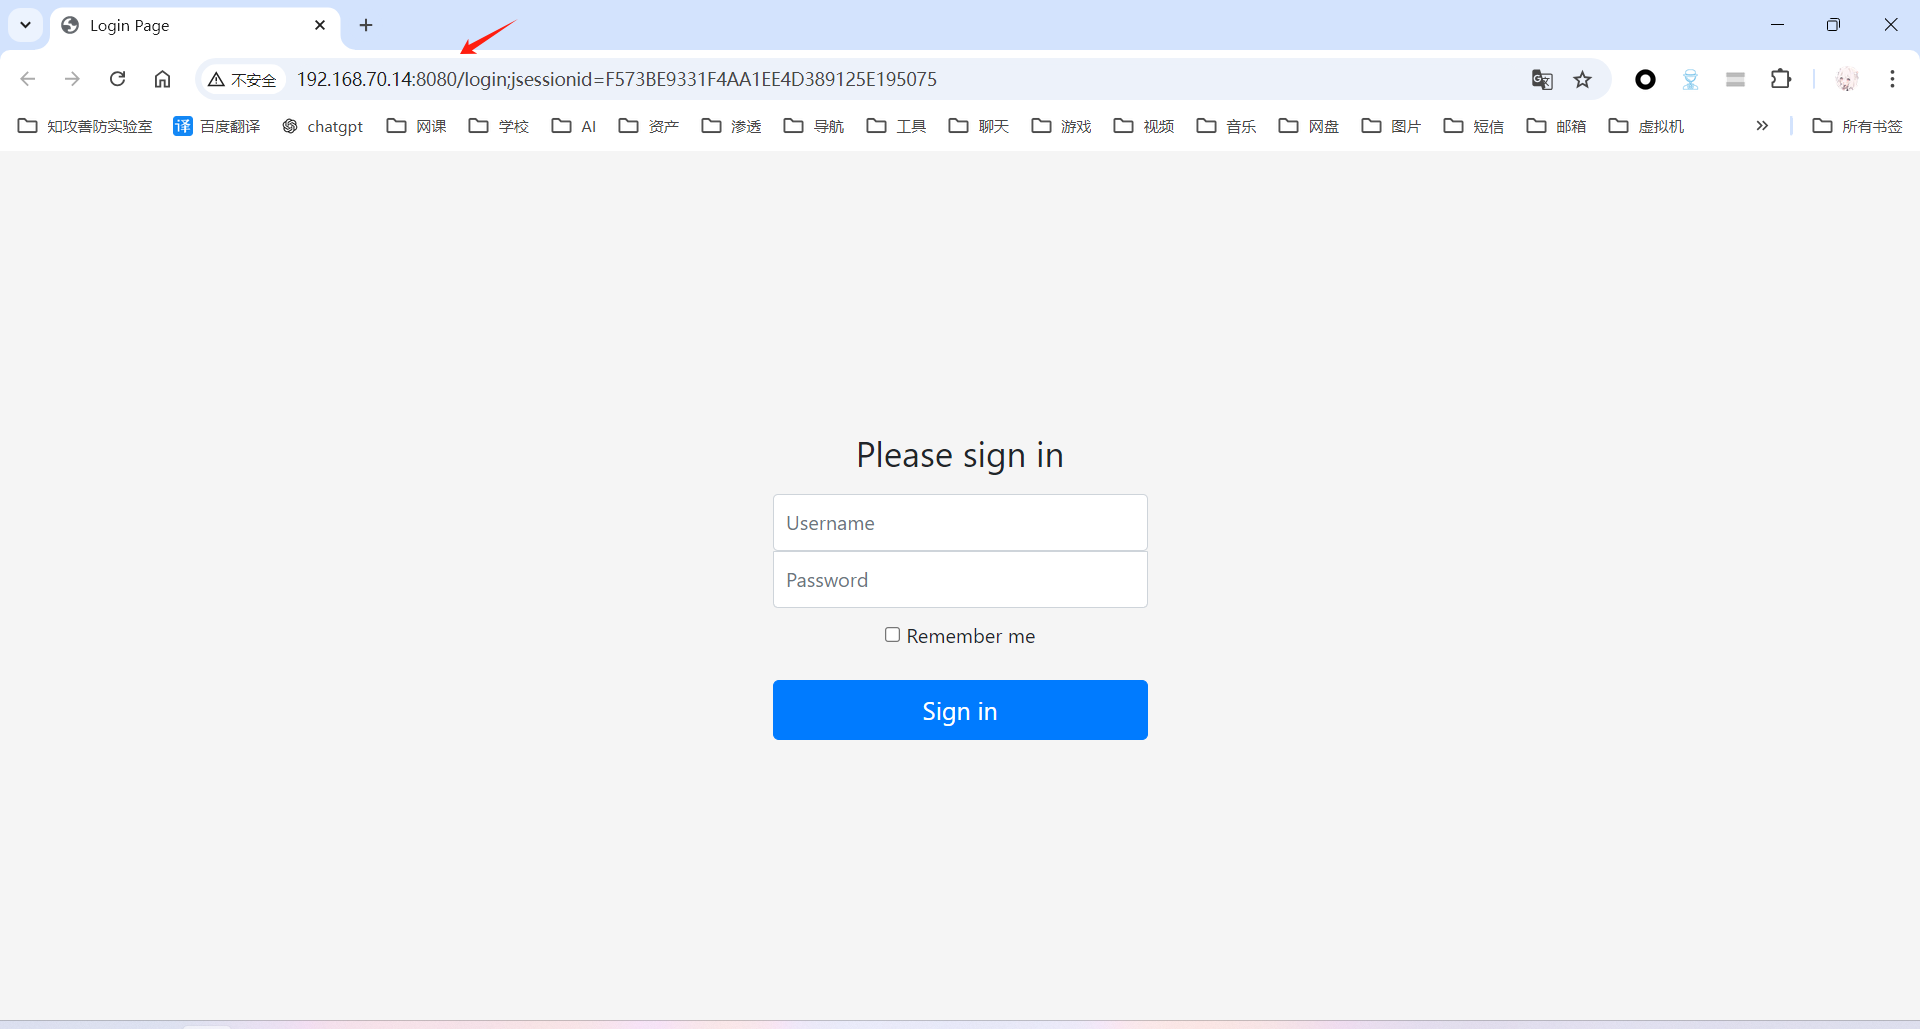 Login Page
不安全 192.168.70.14:8080/login;jsessionid=F573BE9331F4AA1EE4D389125E195075
知攻善防实验室 译 百度翻译 chatgpt 网课 学校 AI 资产 渗透 导航 工具 聊天 游戏 视频 音乐 网盘 图片 短信 邮箱 虚拟机 » 所有书签
Please sign in
Username
Password
Remember me
Sign in